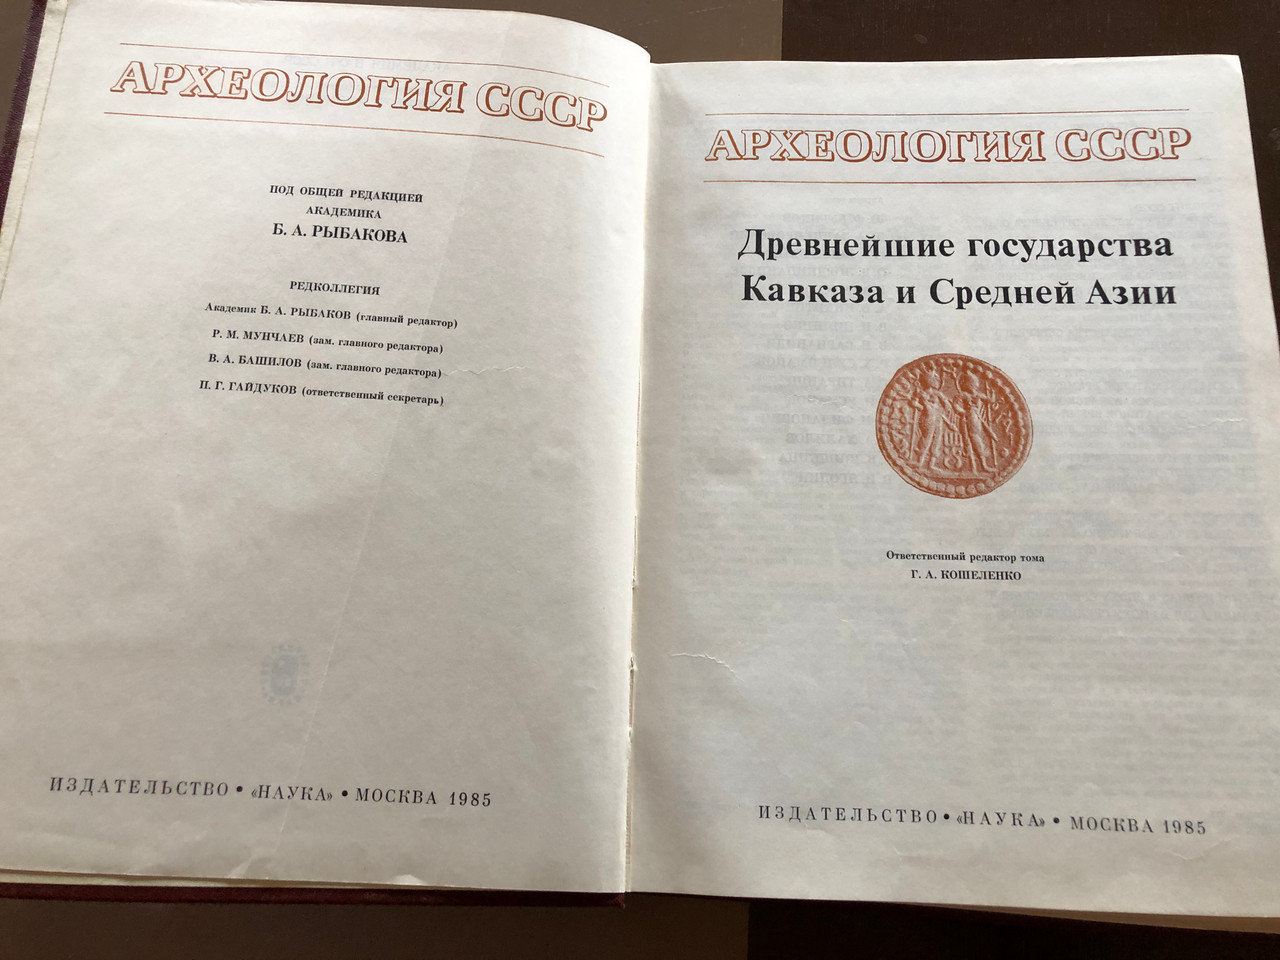 АРХЕОЛОГИЯ СССР
ПОД ОБЩЕЙ РЕДАКЦИЕЙ
АКАДЕМИКА
Б. А. РЫБАКОВА
РЕДКОЛЛЕГИЯ
Академик Б. А. РЫБАКОВ (главный редактор)
Р. М. МУНЧАЕВ (зам. главного редактора)
В. А. БАШИЛОВ (зам. главного редактора)
П. Г. ГАЙДУКОВ (ответственный секретарь)
ИЗДАТЕЛЬСТВО • «НАУКА» • МОСКВА 1985
АРХЕОЛОГИЯ СССР
Древнейшие государства
Кавказа и Средней Азии
Ответственный редактор тома
Г. А. КОШЕЛЕНКО
ИЗДАТЕЛЬСТВО • «НАУКА» • МОСКВА 1985